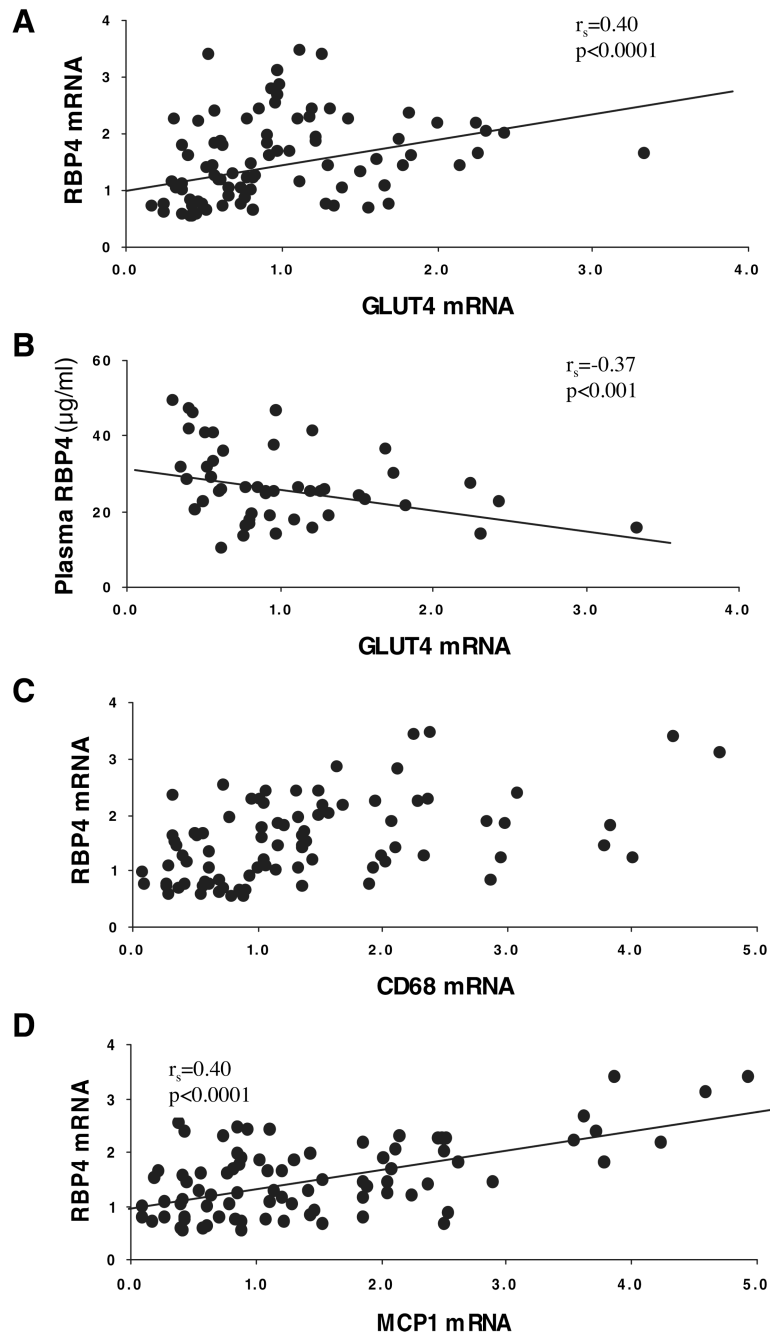 A
4
3
2
1
0
RBP4 mRNA
r_s=0.40
p<0.0001
0.0 1.0 2.0 3.0 4.0
GLUT4 mRNA
B
60
40
20
0
Plasma RBP4 (µg/ml)
r_s=-0.37
p<0.001
0.0 1.0 2.0 3.0 4.0
GLUT4 mRNA
C
4
3
2
1
0
RBP4 mRNA
0.0 1.0 2.0 3.0 4.0 5.0
CD68 mRNA
D
4
3
2
1
0
RBP4 mRNA
r_s=0.40
p<0.0001
0.0 1.0 2.0 3.0 4.0 5.0
MCP1 mRNA